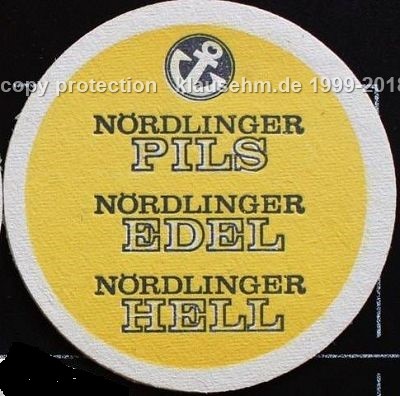 copy protection klausehm.de 1999-2018
NÖRDLINGER
PILS
NÖRDLINGER
EDEL
NÖRDLINGER
HELL